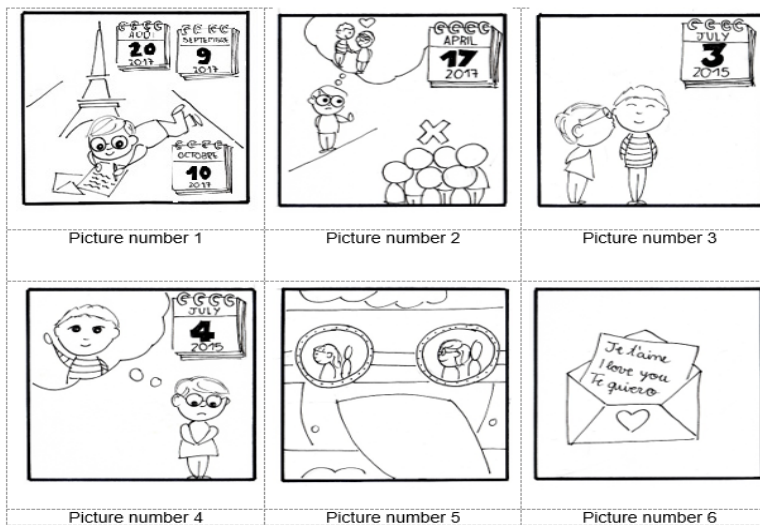 AOÛ
20
2017
SEPTEMBRE
9
2017
OCTOBRE
10
2017
Picture number 1
APRIL
17
2017
Picture number 2
JULY
3
2015
Picture number 3
JULY
4
2015
Picture number 4
Picture number 5
Je t'aime
I love you
Te quiero
Picture number 6